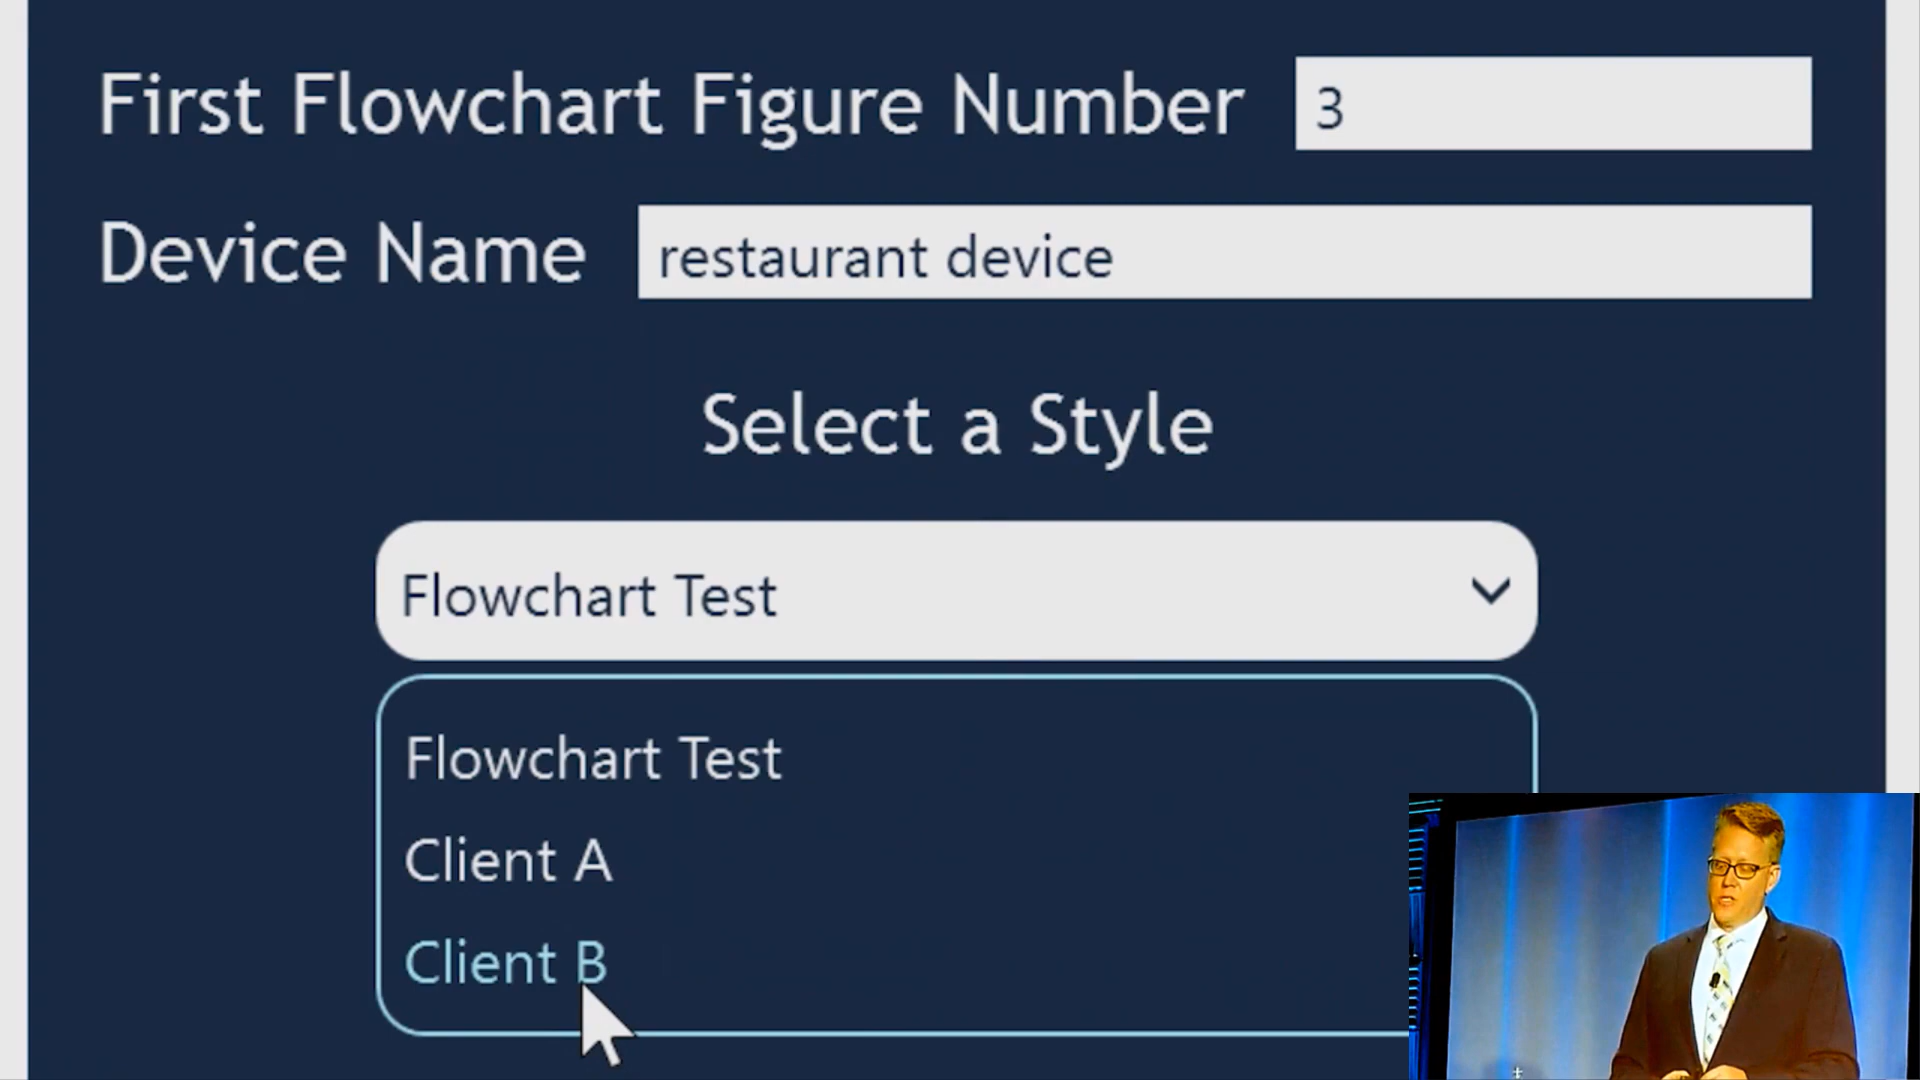 First Flowchart Figure Number 3
Device Name restaurant device
Select a Style
Flowchart Test
Flowchart Test
Client A
Client B